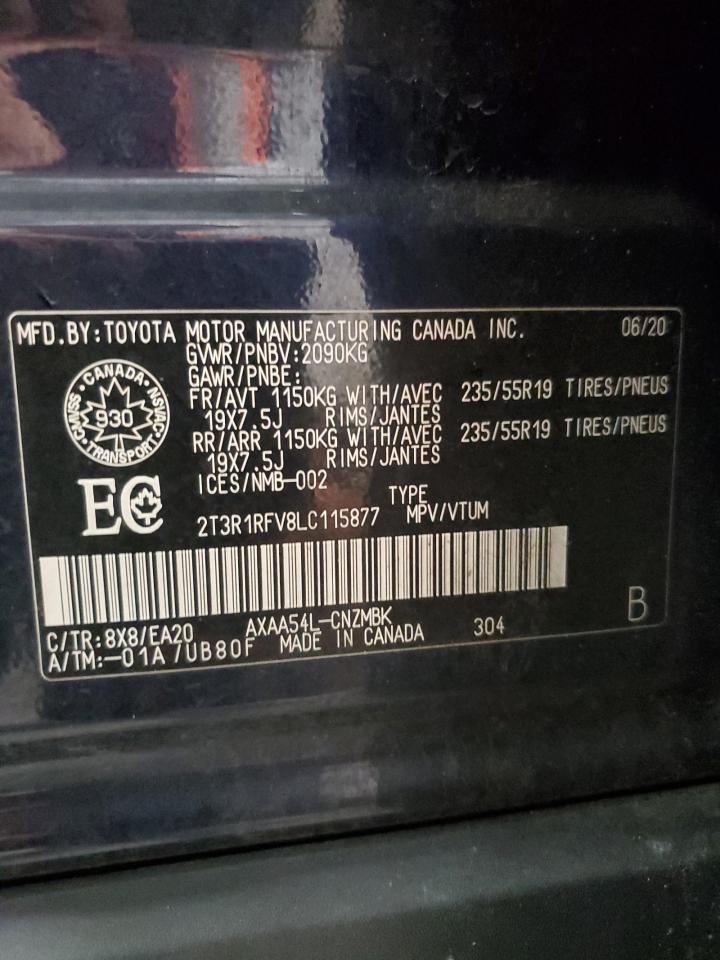 MFD.BY:TOYOTA MOTOR MANUFACTURING CANADA INC. 06/20
GVWR/PNBV:2090KG
GAWR/PNBE:
FR/AVT 1150KG WITH/AVEC 235/55R19 TIRES/PNEUS
19X7.5J RIMS/JANTES
RR/ARR 1150KG WITH/AVEC 235/55R19 TIRES/PNEUS
19X7.5J RIMS/JANTES
ICES/NMB-002
CANADA
CMVSS 930 NSVAC
TRANSPORT
EC
TYPE
2T3R1RFV8LC115877 MPV/VTUM
C/TR:8X8/EA20 AXAA54L-CNZMBK 304 B
A/TM:-01A/UB80F MADE IN CANADA